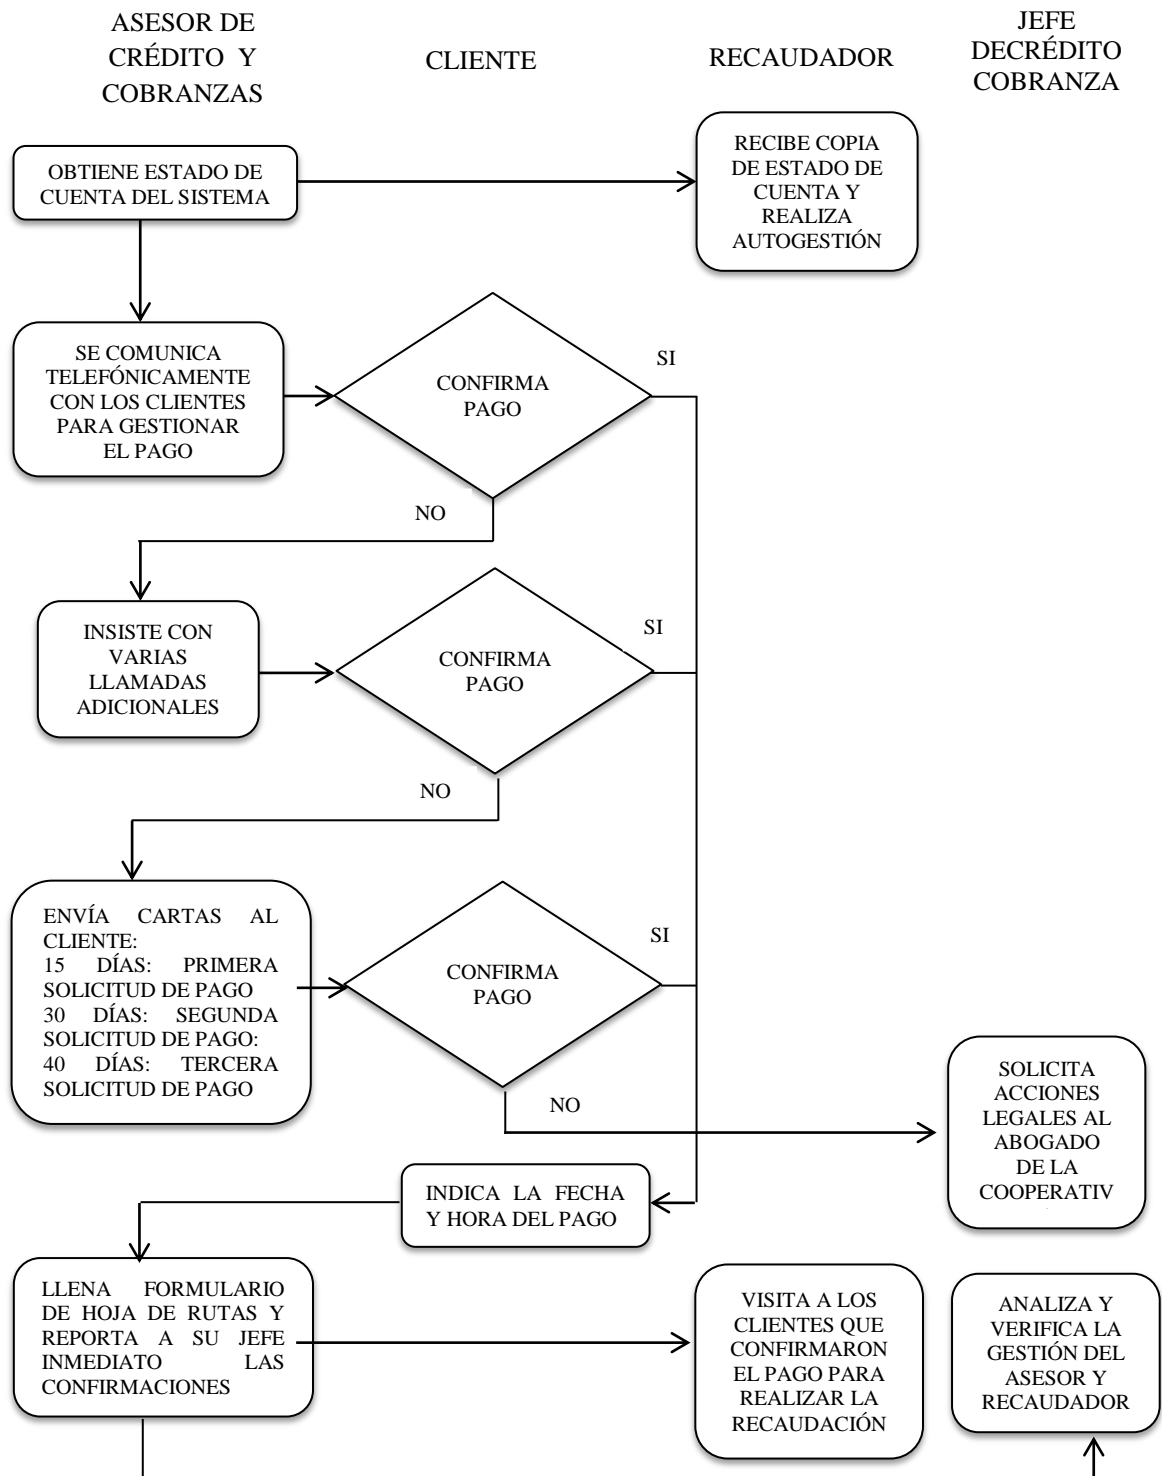 ASESOR DE
CRÉDITO Y
COBRANZAS
CLIENTE
RECAUDADOR
JEFE
DECRÉDITO
COBRANZA
OBTIENE ESTADO DE
CUENTA DEL SISTEMA
RECIBE COPIA
DE ESTADO DE
CUENTA Y
REALIZA
AUTOGESTIÓN
SE COMUNICA
TELEFÓNICAMENTE
CON LOS CLIENTES
PARA GESTIONAR
EL PAGO
CONFIRMA
PAGO
SI
NO
INSISTE CON
VARIAS
LLAMADAS
ADICIONALES
CONFIRMA
PAGO
SI
NO
ENVÍA CARTAS AL
CLIENTE:
15 DÍAS: PRIMERA
SOLICITUD DE PAGO
30 DÍAS: SEGUNDA
SOLICITUD DE PAGO:
40 DÍAS: TERCERA
SOLICITUD DE PAGO
CONFIRMA
PAGO
SI
NO
SOLICITA
ACCIONES
LEGALES AL
ABOGADO
DE LA
COOPERATIV
INDICA LA FECHA
Y HORA DEL PAGO
LLENA FORMULARIO
DE HOJA DE RUTAS Y
REPORTA A SU JEFE
INMEDIATO LAS
CONFIRMACIONES
VISITA A LOS
CLIENTES QUE
CONFIRMARON
EL PAGO PARA
REALIZAR LA
RECAUDACIÓN
ANALIZA Y
VERIFICA LA
GESTIÓN DEL
ASESOR Y
RECAUDADOR